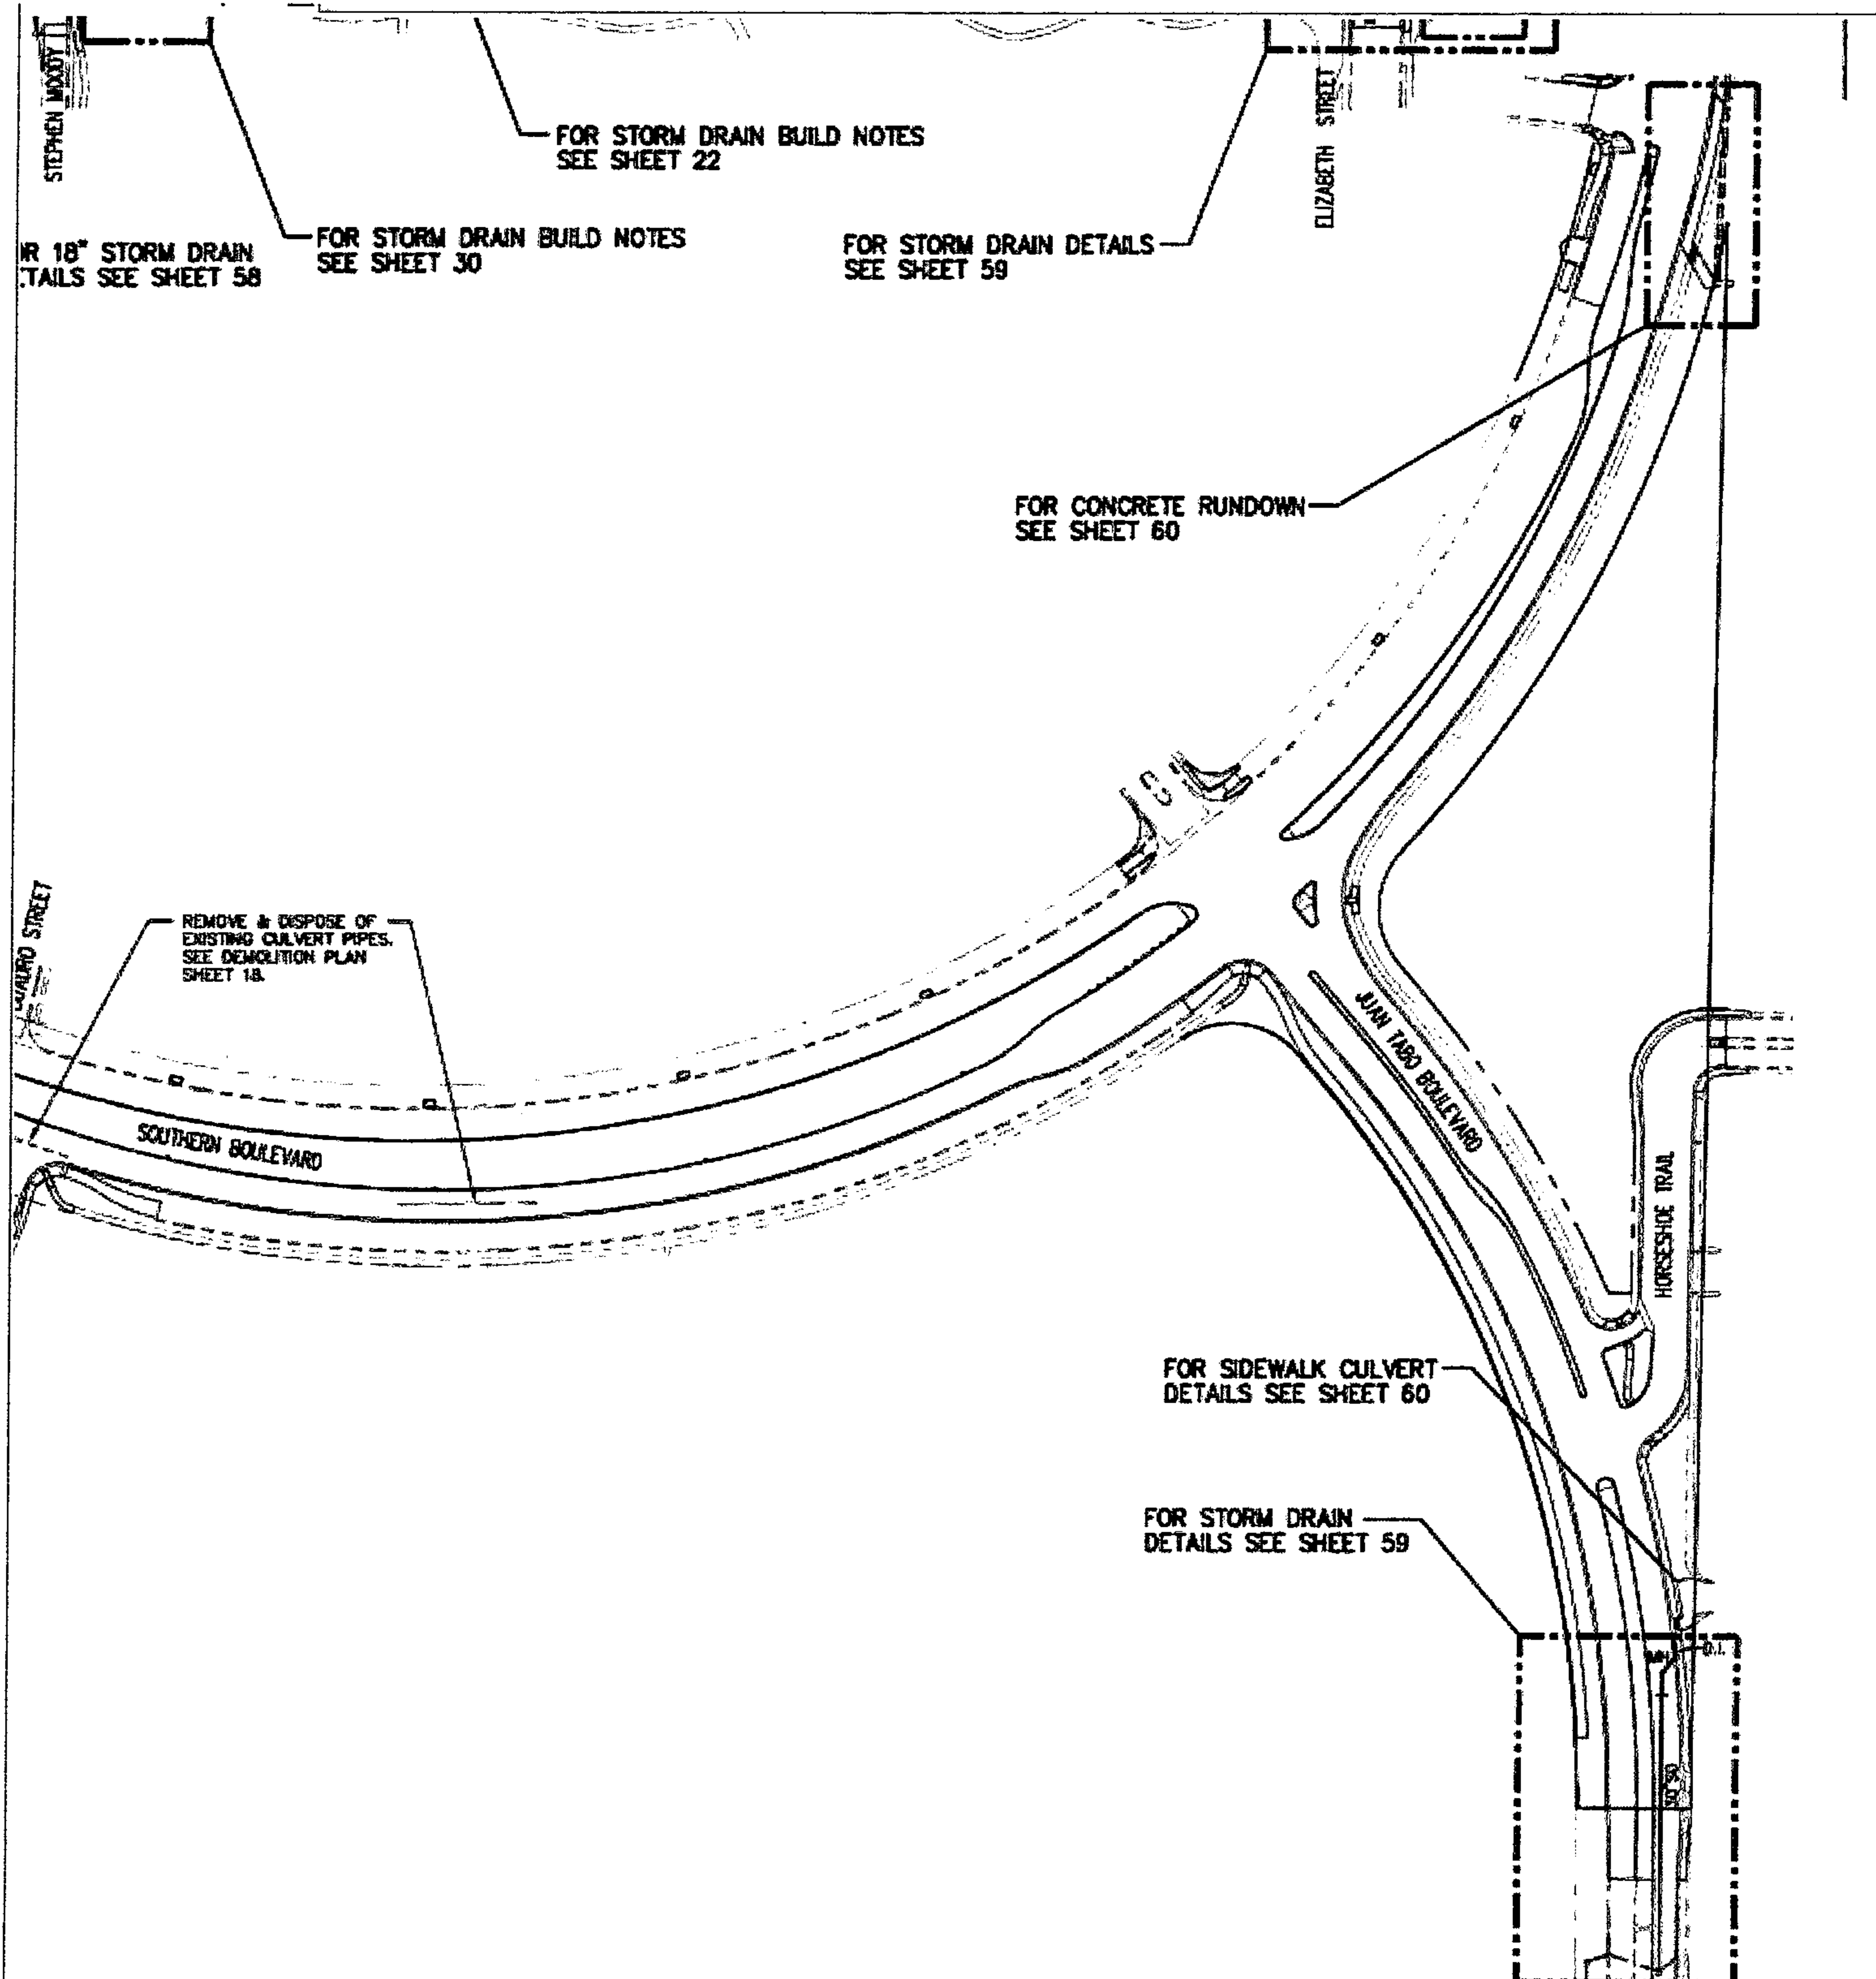 STEPHEN MOODY
FOR STORM DRAIN BUILD NOTES
SEE SHEET 22
ELIZABETH STREET
FOR STORM DRAIN BUILD NOTES
SEE SHEET 30
FOR STORM DRAIN DETAILS
SEE SHEET 59
R 18" STORM DRAIN
TAILS SEE SHEET 58
FOR CONCRETE RUNDOWN
SEE SHEET 60
STREET
REMOVE & DISPOSE OF
EXISTING CULVERT PIPES.
SEE DEMOLITION PLAN
SHEET 18.
JUAN TABO BOULEVARD
SOUTHERN BOULEVARD
HORSESHOE TRAIL
FOR SIDEWALK CULVERT
DETAILS SEE SHEET 60
FOR STORM DRAIN
DETAILS SEE SHEET 59
MH
D.I.
30" SD